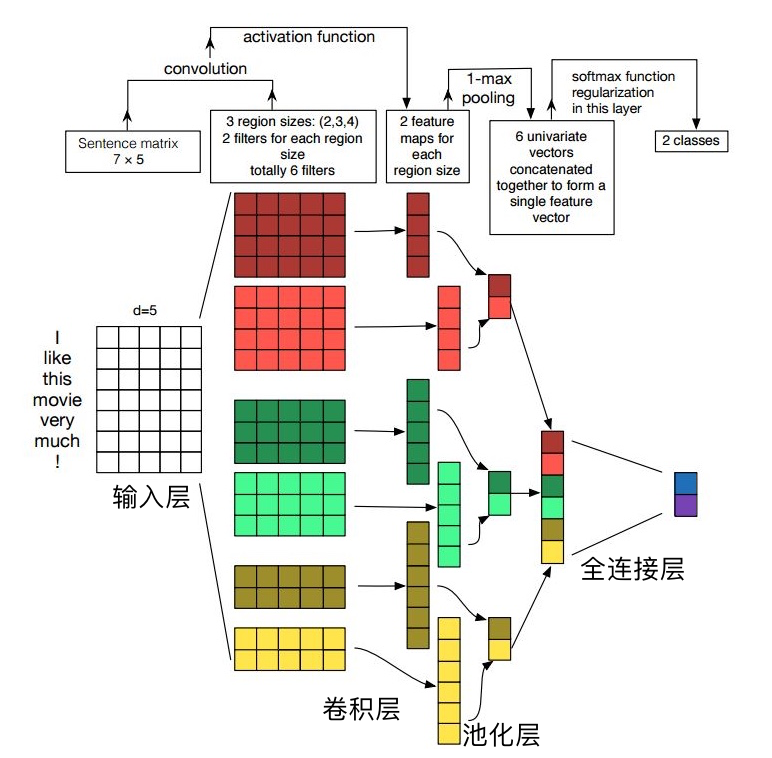 activation function
convolution
1-max
pooling
softmax function
regularization
in this layer
Sentence matrix
7 × 5
3 region sizes: (2,3,4)
2 filters for each region
size
totally 6 filters
2 feature
maps for
each
region size
6 univariate
vectors
concatenated
together to form a
single feature
vector
2 classes
d=5
I
like
this
movie
very
much
!
输入层
卷积层
池化层
全连接层